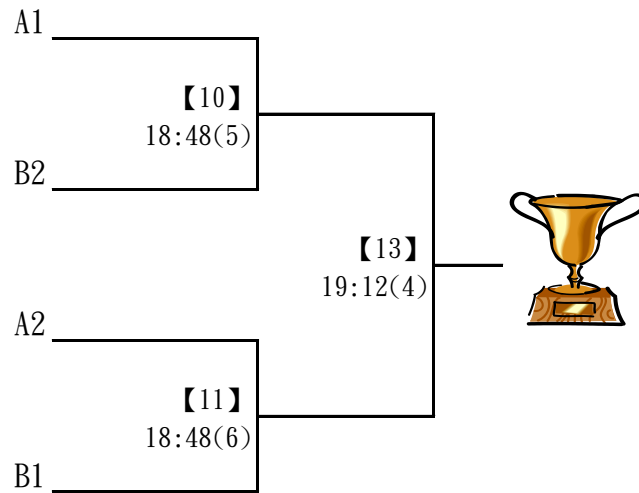 A1
【10】
18:48(5)
B2
【13】
19:12(4)
A2
【11】
18:48(6)
B1